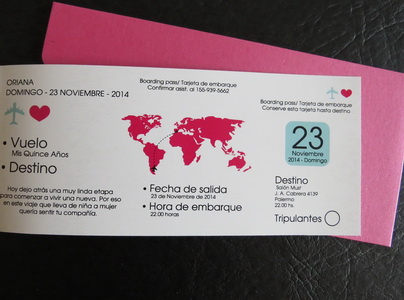 ORIANA
DOMINGO - 23 NOVIEMBRE - 2014
Boarding pass/ Tarjeta de embarque
Confirmar asist. al 155-939-5662
Boarding pass/ Tarjeta de embarque
Conserve esta tarjeta hasta destino.
• Vuelo
Mis Quince Años
• Destino
Hoy dejo atrás una muy linda etapa
para comenzar a vivir una nueva. Por eso
en este viaje que lleva de niña a mujer
quería sentir tu compañía.
• Fecha de salida
23 de Noviembre de 2014
• Hora de embarque
22.00 horas
23
Noviembre
2014 - Domingo
Destino
Salón Murt
J. A. Cabrera 4139
Palermo
22.00 hs.
Tripulantes